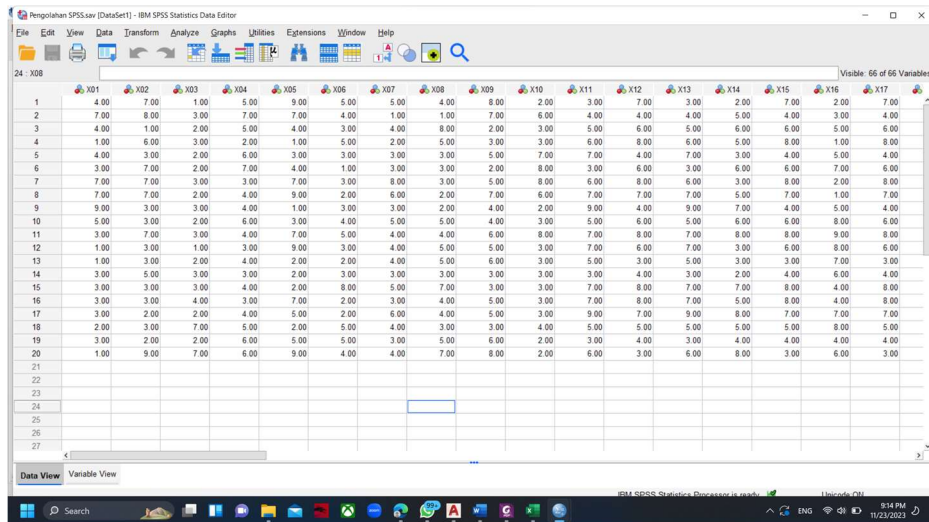 Pengolahan SPSS.sav [DataSet1] - IBM SPSS Statistics Data Editor
File Edit View Data Transform Analyze Graphs Utilities Extensions Window Help
24 : X08
Visible: 66 of 66 Variables
X01 X02 X03 X04 X05 X06 X07 X08 X09 X10 X11 X12 X13 X14 X15 X16 X17
1 4.00 7.00 1.00 5.00 9.00 5.00 5.00 4.00 8.00 2.00 3.00 7.00 3.00 2.00 7.00 2.00 7.00
2 7.00 8.00 3.00 7.00 7.00 4.00 1.00 1.00 7.00 6.00 4.00 4.00 4.00 5.00 4.00 3.00 4.00
3 4.00 1.00 2.00 5.00 4.00 3.00 4.00 8.00 2.00 3.00 5.00 6.00 5.00 6.00 6.00 5.00 6.00
4 1.00 6.00 3.00 2.00 1.00 5.00 2.00 5.00 3.00 3.00 6.00 8.00 6.00 5.00 8.00 1.00 8.00
5 4.00 3.00 2.00 6.00 3.00 3.00 3.00 3.00 5.00 7.00 7.00 4.00 7.00 3.00 4.00 5.00 4.00
6 3.00 7.00 2.00 7.00 4.00 1.00 3.00 3.00 2.00 8.00 3.00 6.00 3.00 6.00 6.00 7.00 6.00
7 7.00 7.00 3.00 3.00 7.00 3.00 8.00 3.00 5.00 8.00 6.00 8.00 6.00 3.00 8.00 2.00 8.00
8 7.00 7.00 2.00 4.00 9.00 2.00 6.00 2.00 7.00 6.00 7.00 7.00 7.00 5.00 7.00 1.00 7.00
9 9.00 3.00 3.00 4.00 1.00 3.00 3.00 2.00 4.00 2.00 9.00 4.00 9.00 7.00 4.00 5.00 4.00
10 5.00 3.00 2.00 6.00 3.00 4.00 5.00 5.00 4.00 3.00 5.00 6.00 5.00 6.00 6.00 8.00 6.00
11 3.00 7.00 3.00 4.00 7.00 5.00 4.00 4.00 6.00 8.00 7.00 8.00 7.00 8.00 8.00 9.00 8.00
12 1.00 3.00 1.00 3.00 9.00 3.00 4.00 5.00 5.00 3.00 7.00 6.00 7.00 3.00 6.00 8.00 6.00
13 1.00 3.00 2.00 4.00 2.00 2.00 4.00 5.00 6.00 3.00 5.00 3.00 5.00 3.00 3.00 7.00 3.00
14 3.00 5.00 3.00 2.00 3.00 3.00 3.00 3.00 3.00 3.00 3.00 4.00 3.00 2.00 4.00 6.00 4.00
15 3.00 3.00 3.00 4.00 2.00 8.00 5.00 7.00 3.00 3.00 7.00 8.00 7.00 7.00 8.00 4.00 8.00
16 3.00 3.00 4.00 3.00 7.00 2.00 3.00 4.00 5.00 3.00 7.00 8.00 7.00 5.00 8.00 4.00 8.00
17 3.00 2.00 2.00 4.00 5.00 2.00 6.00 4.00 5.00 3.00 9.00 7.00 9.00 8.00 7.00 7.00 7.00
18 2.00 3.00 7.00 5.00 2.00 5.00 4.00 3.00 3.00 4.00 5.00 5.00 5.00 5.00 5.00 8.00 5.00
19 3.00 2.00 2.00 6.00 5.00 5.00 3.00 5.00 6.00 2.00 3.00 4.00 3.00 4.00 4.00 4.00 4.00
20 1.00 9.00 7.00 6.00 9.00 4.00 4.00 7.00 8.00 2.00 6.00 3.00 6.00 8.00 3.00 6.00 3.00
21
22
23
24
25
26
27
Data View Variable View
IBM SPSS Statistics Processor is ready Unicode:ON
Search
99+
ENG
9:14 PM
11/23/2023